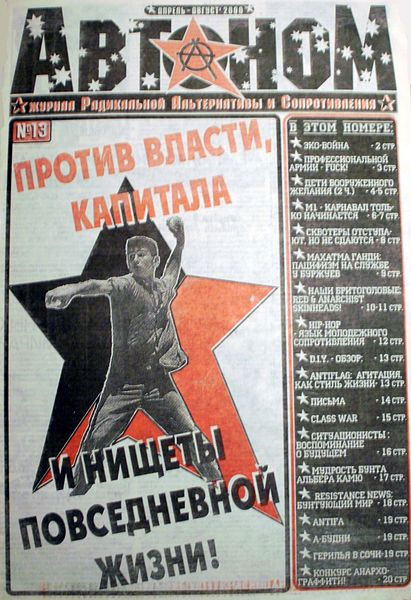 АПРЕЛЬ - АВГУСТ ' 2000
АВТОНОМ
ЖУРНАЛ РАДИКАЛЬНОЙ АЛЬТЕРНАТИВЫ И СОПРОТИВЛЕНИЯ
№13
ПРОТИВ ВЛАСТИ,
КАПИТАЛА
И НИЩЕТЫ
ПОВСЕДНЕВНОЙ
ЖИЗНИ!
В ЭТОМ НОМЕРЕ:
ЭКО-ВОЙНА - 2 СТР.
ПРОФЕССИОНАЛЬНОЙ
АРМИИ - FUCK! - 3 СТР.
ДЕТИ ВООРУЖЕННОГО
ЖЕЛАНИЯ (2 Ч.) - 4-5 СТР.
М1 - КАРНАВАЛ ТОЛЬ-
КО НАЧИНАЕТСЯ - 6-7 СТР.
СКВОТЕРЫ ОТСТУПА-
ЮТ, НО НЕ СДАЮТСЯ - 8 СТР.
МАХАТМА ГАНДИ:
ПАЦИФИЗМ НА СЛУЖБЕ
У БУРЖУЕВ - 9 СТР.
НАШИ БРИТОГОЛОВЫЕ:
RED & ANARCHIST
SKINHEADS! - 10-11 СТР.
HIP-HOP
- ЯЗЫК МОЛОДЕЖНОГО
СОПРОТИВЛЕНИЯ - 12 СТР.
D.I.Y. - ОБЗОР: - 13 СТР.
ANTIFLAG: АГИТАЦИЯ,
КАК СТИЛЬ ЖИЗНИ- 13 СТР.
ПИСЬМА - 14 СТР.
CLASS WAR - 15 СТР.
СИТУАЦИОНИСТЫ :
ВОСПОМИНАНИЕ
О БУДУЩЕМ - 16 СТР.
МУДРОСТЬ БУНТА
АЛЬБЕРА КАМЮ - 17 СТР.
RESISTANCE NEWS:
БУНТУЮЩИЙ МИР - 18 СТР.
ANTIFA - 19 СТР.
А-БУДНИ - 19 СТР.
ГЕРИЛЬЯ В СОЧИ- 19 СТР.
КОНКУРС АНАРХО-
ГРАФФИТИ! - 20 СТР.